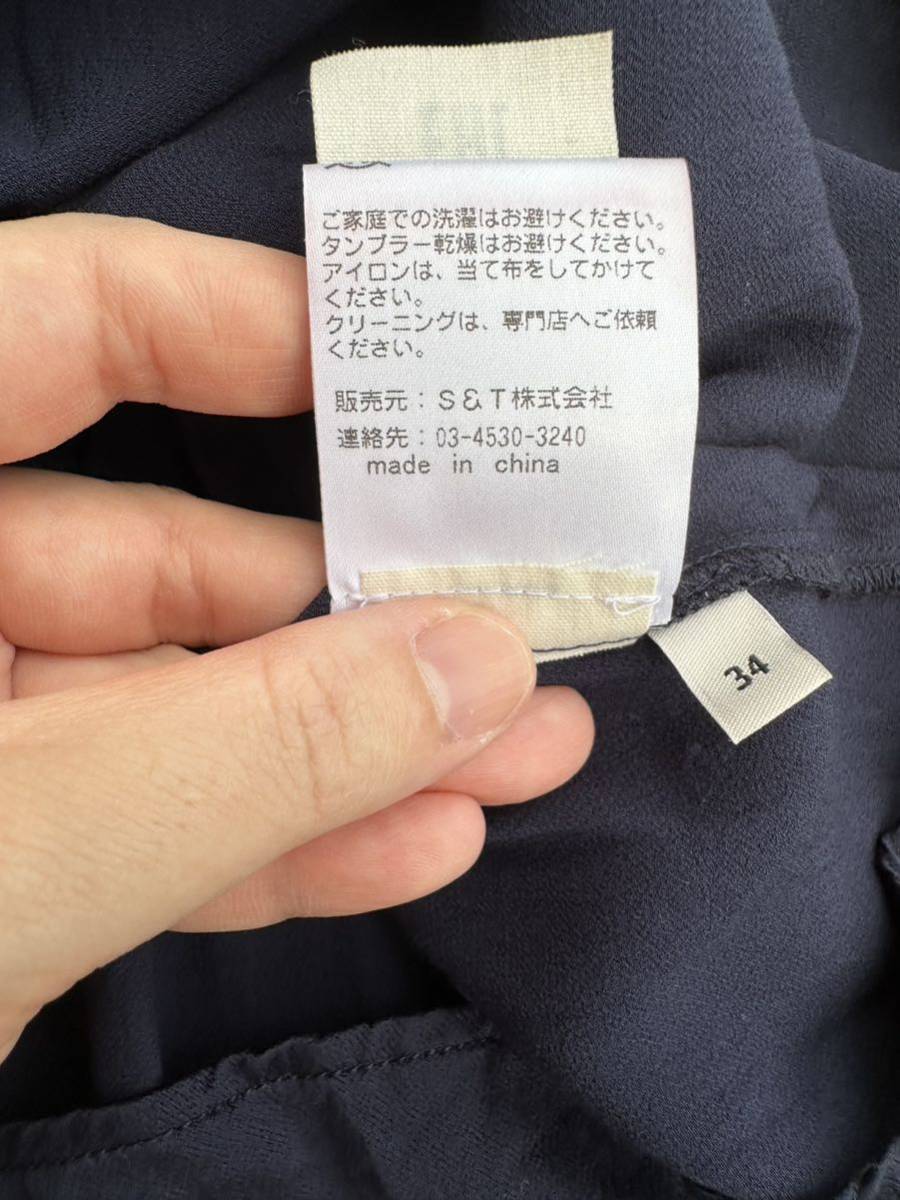 ご家庭での洗濯はお避けください。
タンブラー乾燥はお避けください。
アイロンは、当て布をしてかけて
ください。
クリーニングは、専門店へご依頼
ください。
販売元：S&T株式会社
連絡先：03-4530-3240
made in china
34